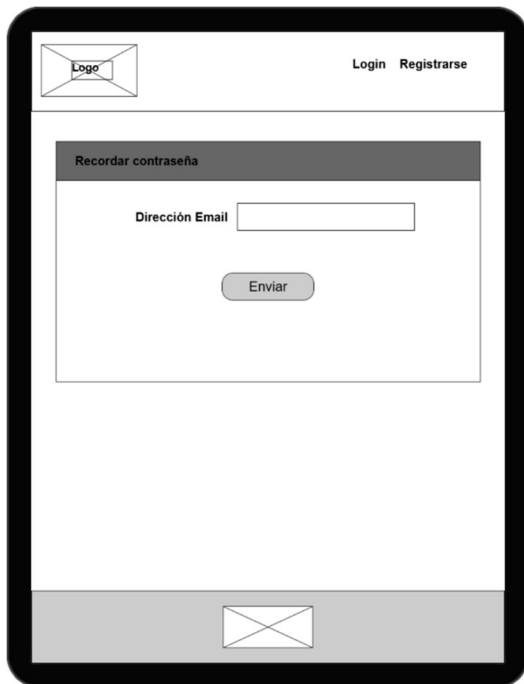 Logo
Login Registrarse
Recordar contraseña
Dirección Email
Enviar